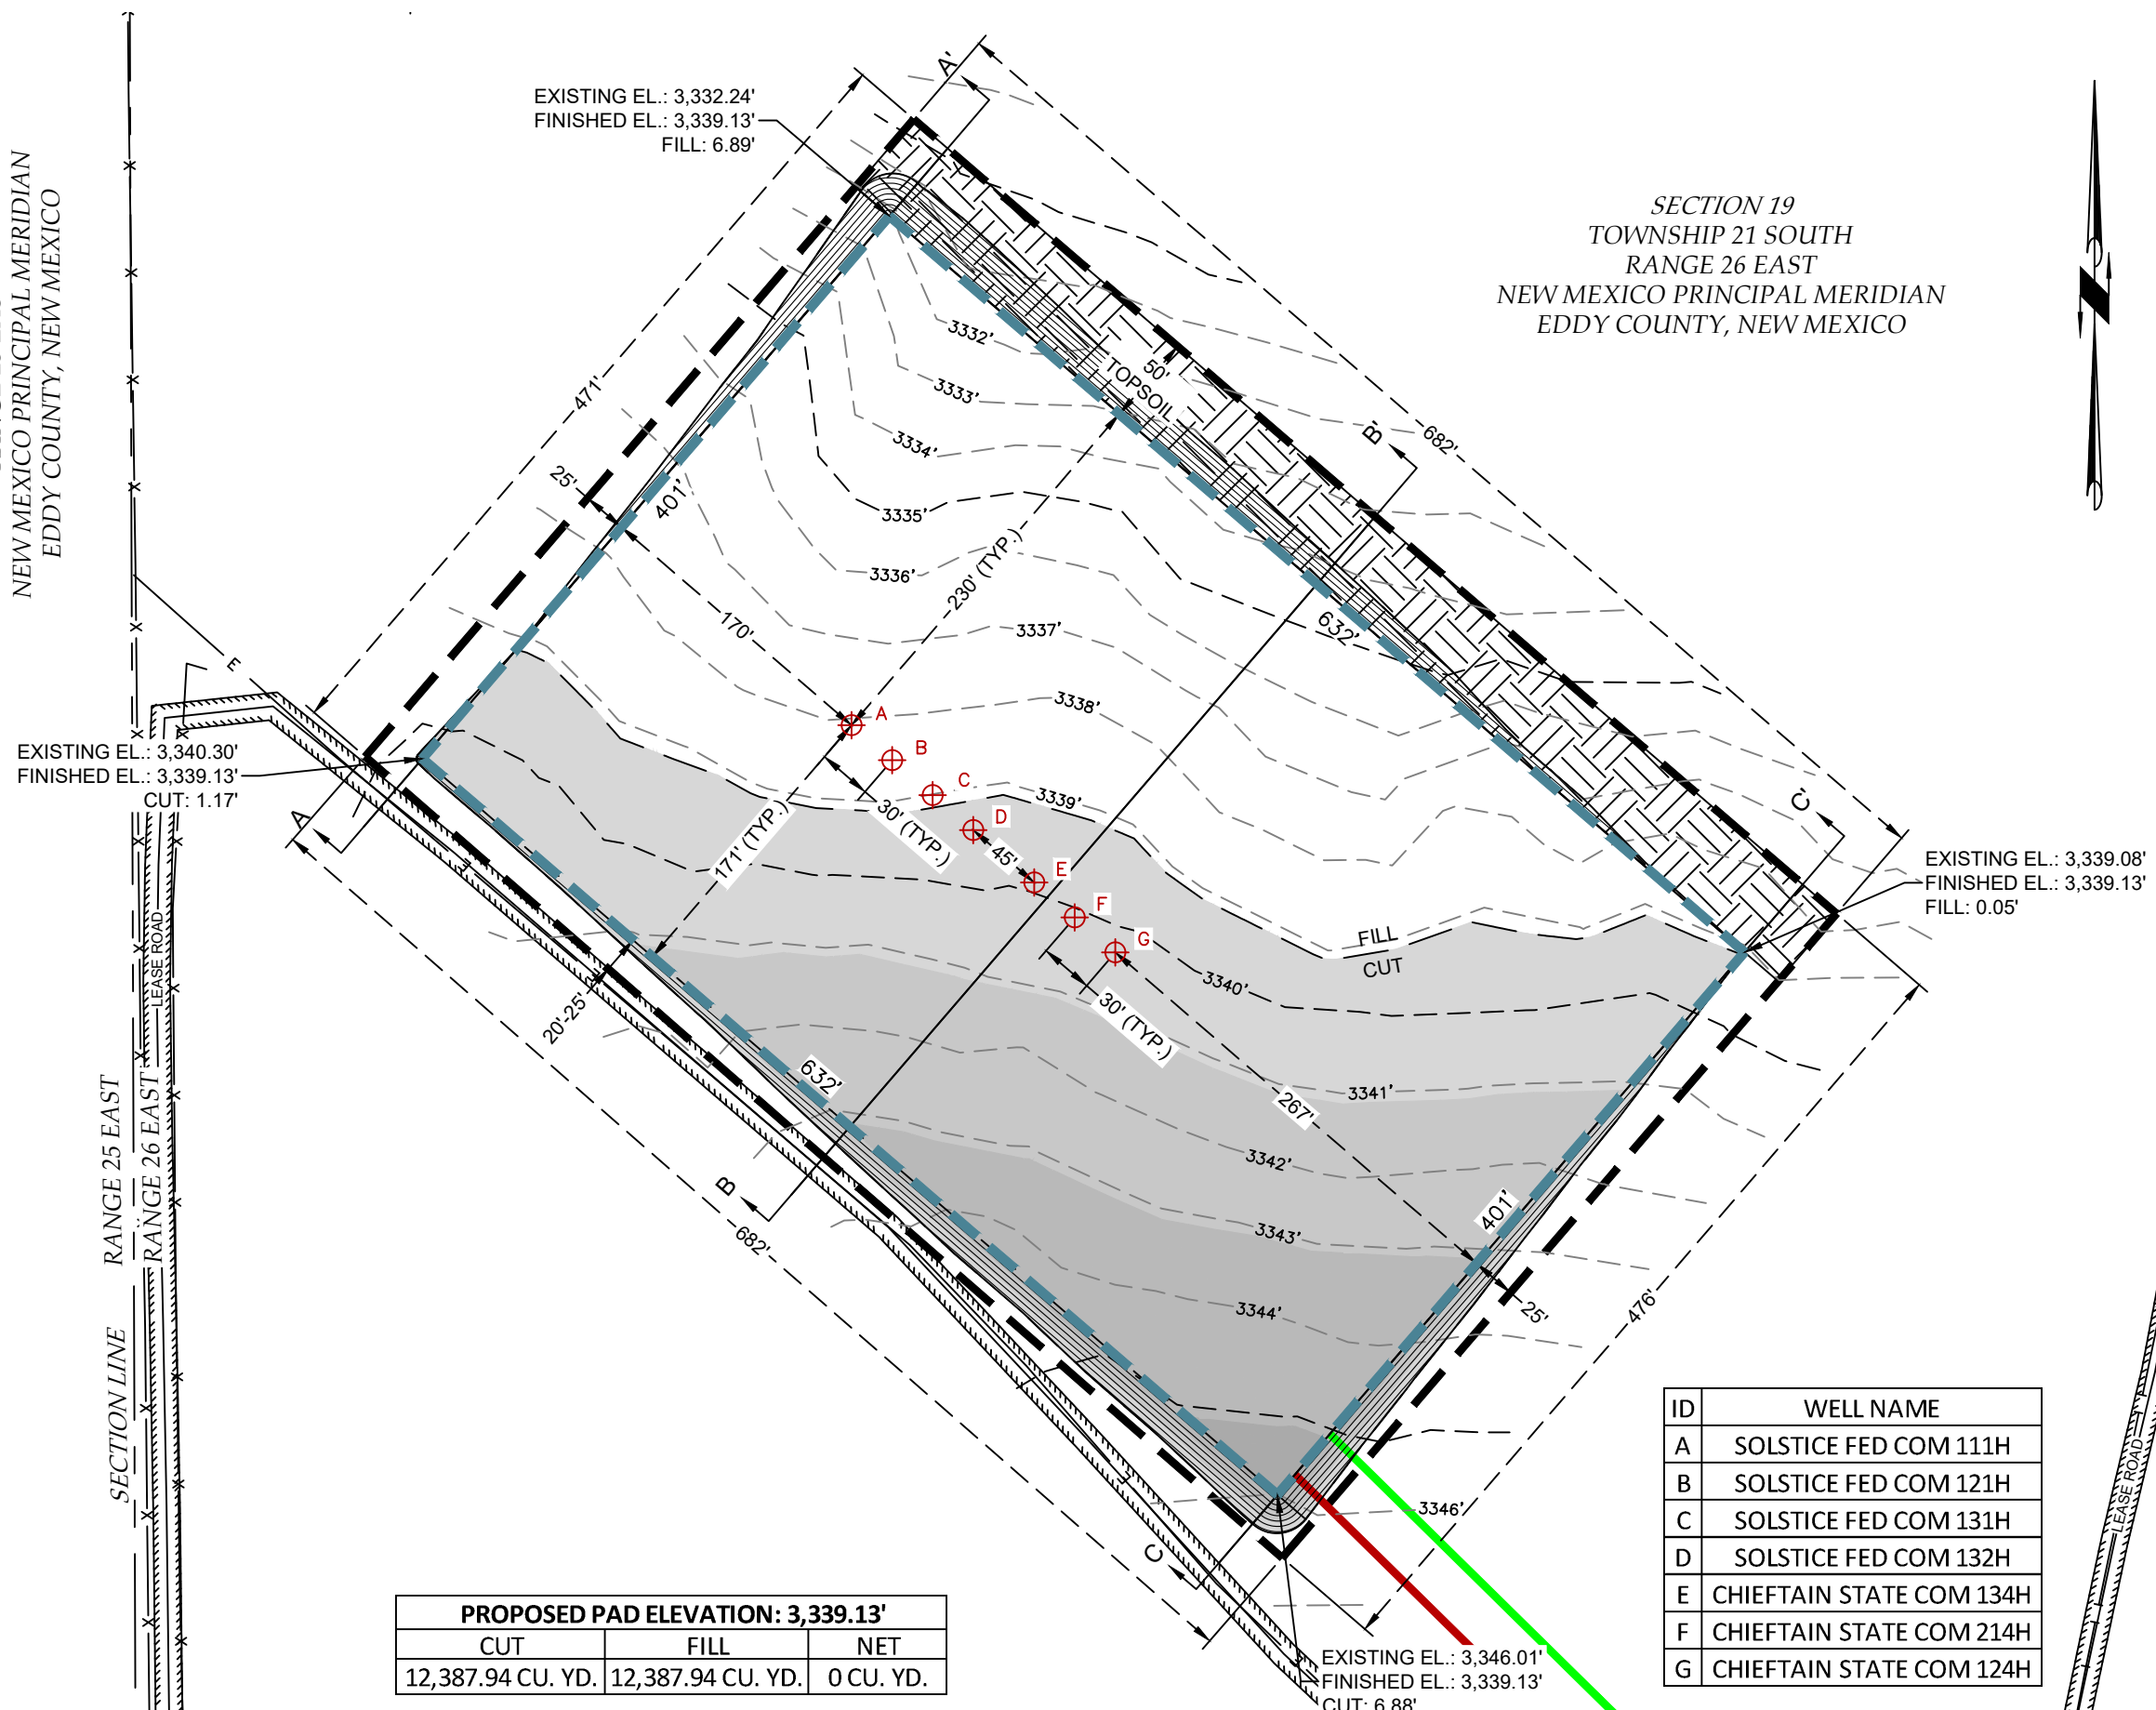 NEW MEXICO PRINCIPAL MERIDIAN
EDDY COUNTY, NEW MEXICO
EXISTING EL.: 3,332.24'
FINISHED EL.: 3,339.13'
FILL: 6.89'
A'
SECTION 19
TOWNSHIP 21 SOUTH
RANGE 26 EAST
NEW MEXICO PRINCIPAL MERIDIAN
EDDY COUNTY, NEW MEXICO
N
471'
682'
3332'
50'
TOPSOIL
3333'
3334'
B'
25'
401'
3335'
3336'
230' (TYP.)
170'
3337'
632'
E
3338'
A
B
EXISTING EL.: 3,340.30'
FINISHED EL.: 3,339.13'
CUT: 1.17'
A
C
3339'
30' (TYP.)
171' (TYP.)
D
45'
E
F
G
C'
EXISTING EL.: 3,339.08'
FINISHED EL.: 3,339.13'
FILL: 0.05'
FILL
CUT
3340'
30' (TYP.)
LEASE ROAD
20'-25'
632'
3341'
267'
3342'
RANGE 25 EAST
RANGE 26 EAST
B
682'
3343'
401'
3344'
25'
476'
SECTION LINE
3346'
C
LEASE ROAD
PROPOSED PAD ELEVATION: 3,339.13'
CUT FILL NET
12,387.94 CU. YD. 12,387.94 CU. YD. 0 CU. YD.
EXISTING EL.: 3,346.01'
FINISHED EL.: 3,339.13'
CUT: 6.88'
ID WELL NAME
A SOLSTICE FED COM 111H
B SOLSTICE FED COM 121H
C SOLSTICE FED COM 131H
D SOLSTICE FED COM 132H
E CHIEFTAIN STATE COM 134H
F CHIEFTAIN STATE COM 214H
G CHIEFTAIN STATE COM 124H